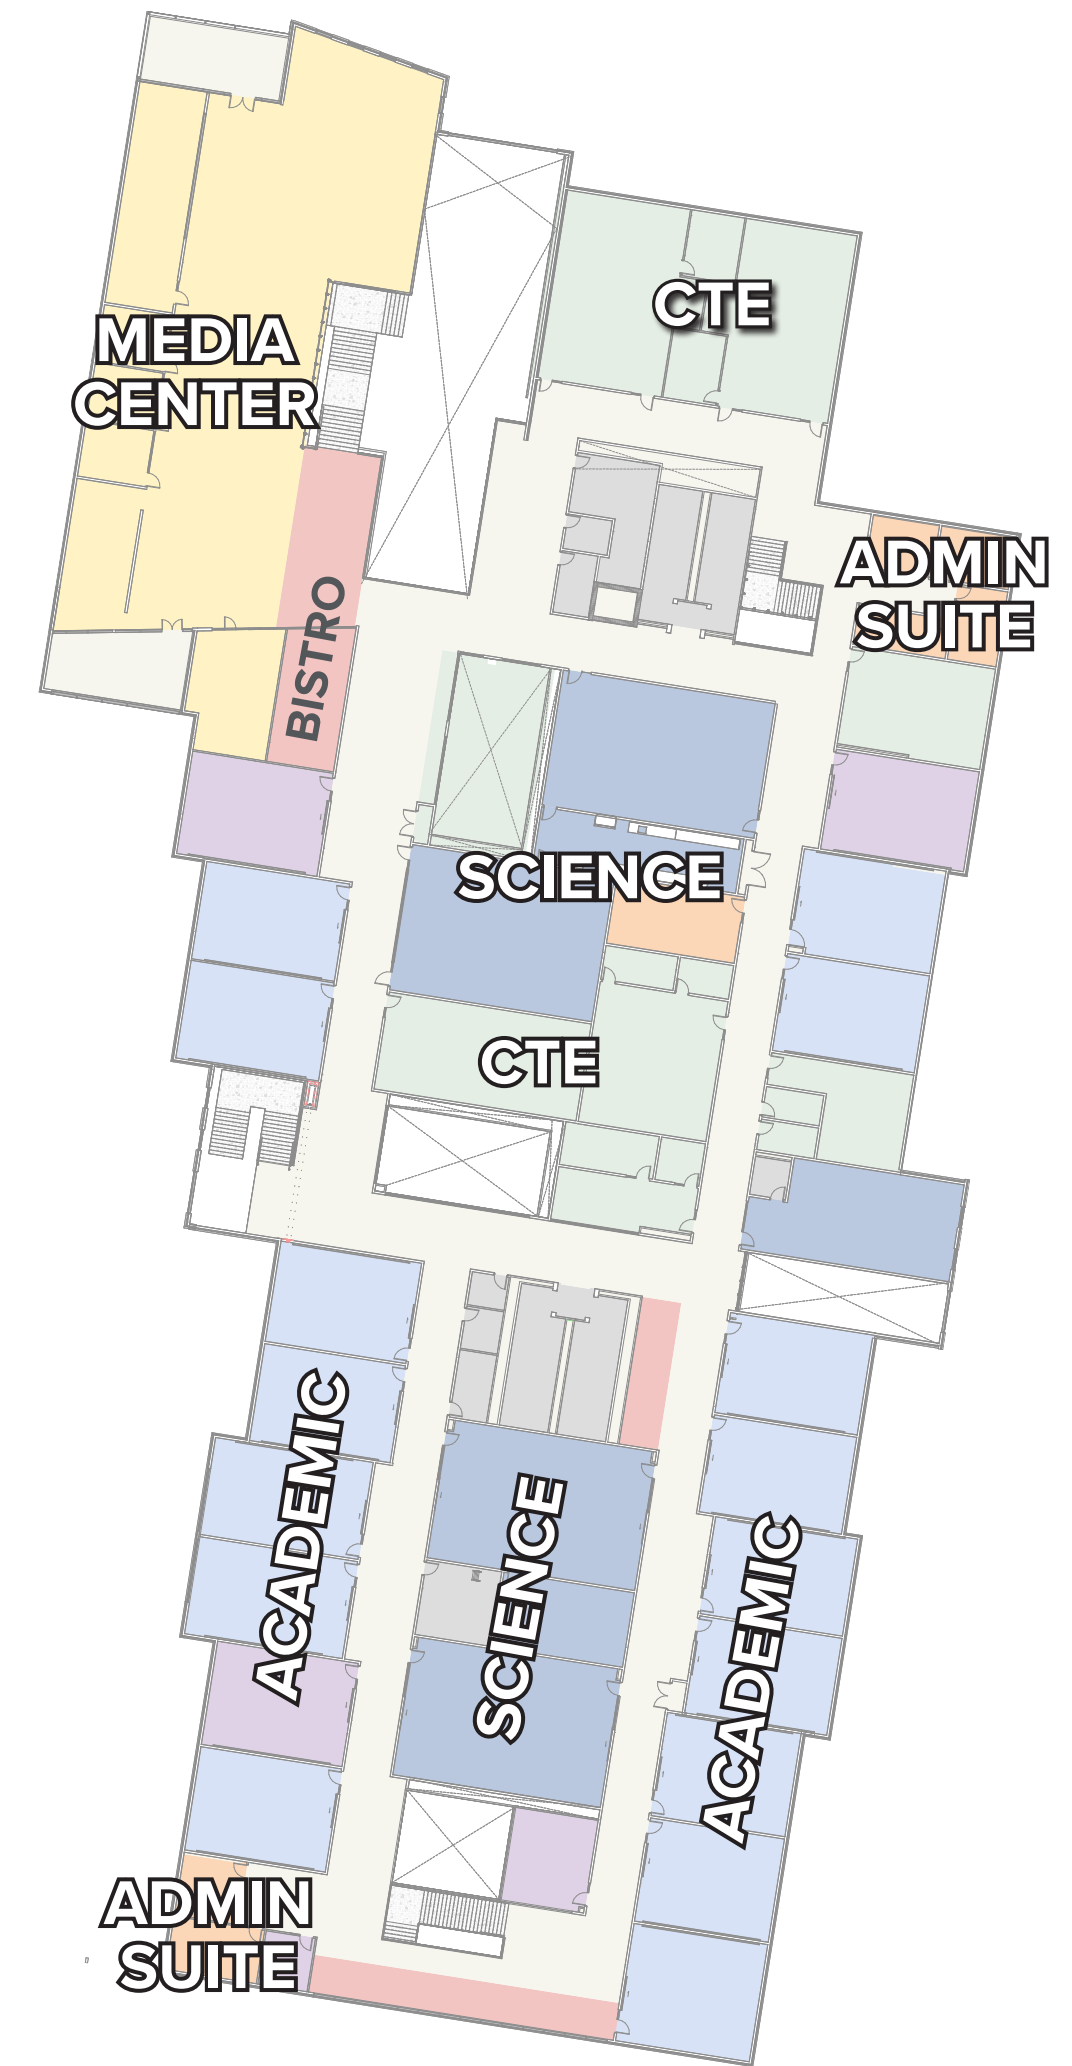 CTE
MEDIA
CENTER
ADMIN
SUITE
BISTRO
SCIENCE
CTE
ACADEMIC
SCIENCE
ACADEMIC
ADMIN
SUITE